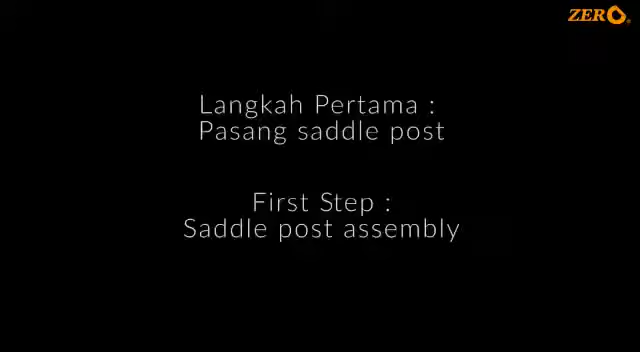 ZERO
Langkah Pertama :
Pasang saddle post
First Step :
Saddle post assembly